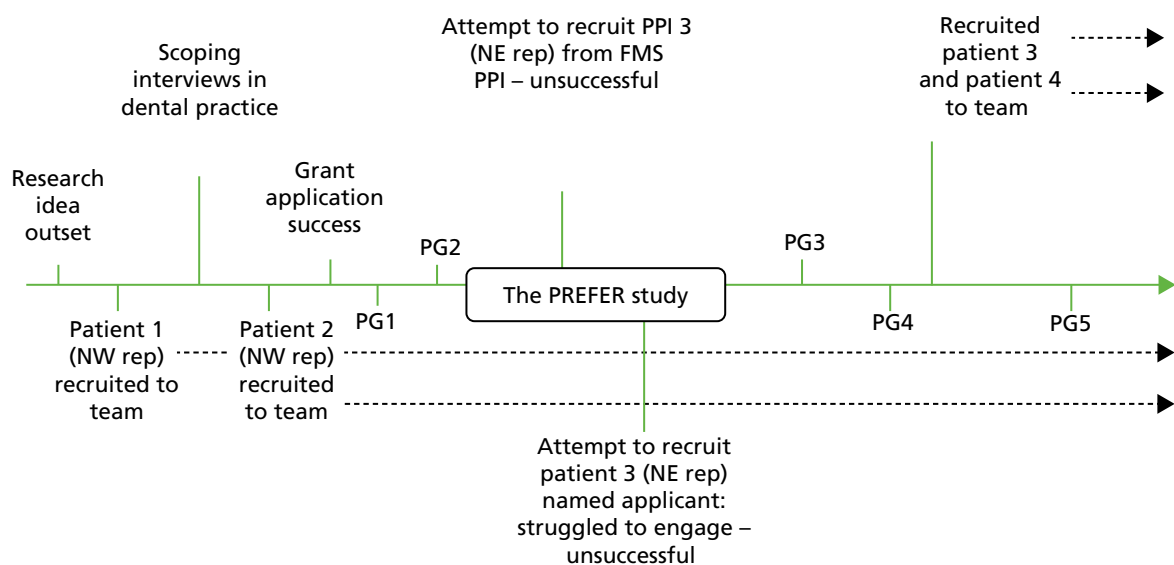 Research
idea
outset
Patient 1
(NW rep)
recruited to
team
Scoping
interviews in
dental practice
Patient 2
(NW rep)
recruited
to team
Grant
application
success
PG1
PG2
The PREFER study
Attempt to recruit PPI 3
(NE rep) from FMS
PPI – unsuccessful
Attempt to recruit
patient 3 (NE rep)
named applicant:
struggled to engage –
unsuccessful
PG3
PG4
Recruited
patient 3
and patient 4
to team
PG5